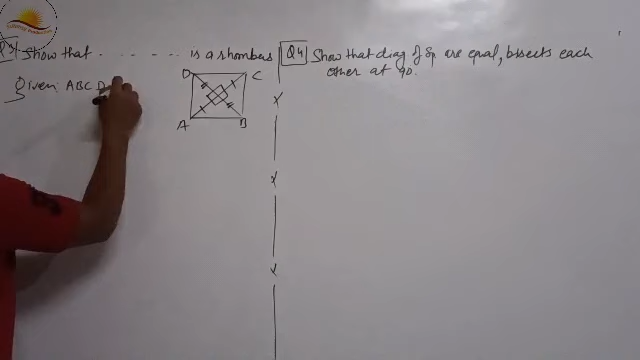 Q3. Show that - - - - - is a rhombus
Given: ABCD
D C
A B
Q4 Show that diag of Sq are equal, bisects each
other at 90.